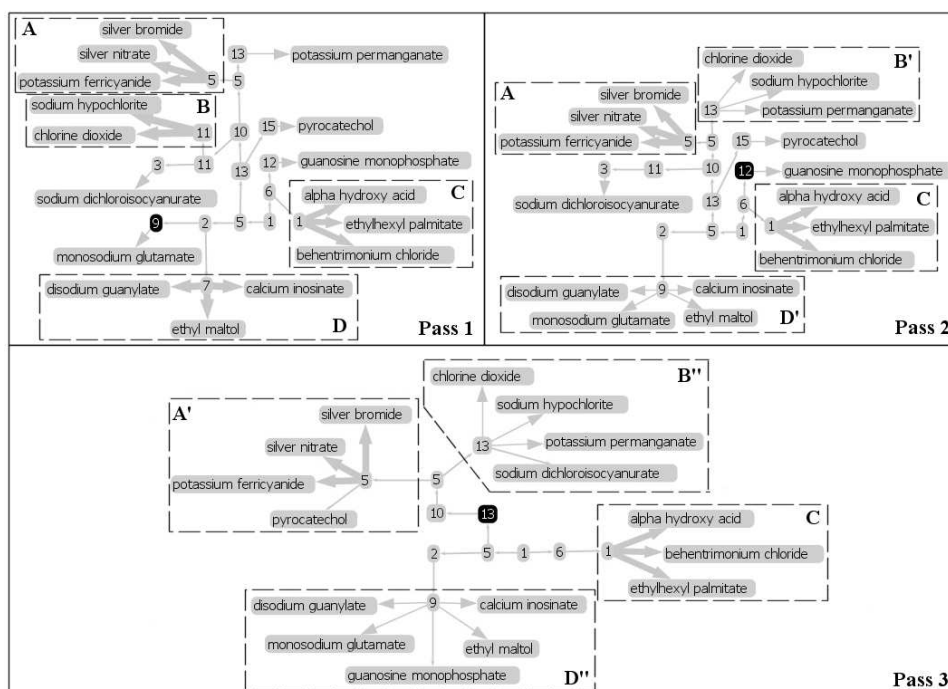 A
silver bromide
silver nitrate
potassium ferricyanide
5
5
13
potassium permanganate
B
sodium hypochlorite
chlorine dioxide
11
11
10
15
pyrocatechol
12
guanosine monophosphate
3
13
6
sodium dichloroisocyanurate
alpha hydroxy acid
C
9
2
5
1
1
ethylhexyl palmitate
monosodium glutamate
behentrimonium chloride
disodium guanylate
7
calcium inosinate
ethyl maltol
D
Pass 1
chlorine dioxide
B'
sodium hypochlorite
A
silver bromide
13
potassium permanganate
silver nitrate
potassium ferricyanide
5
5
15
pyrocatechol
3
11
10
12
guanosine monophosphate
sodium dichloroisocyanurate
13
6
alpha hydroxy acid
C
2
5
1
1
ethylhexyl palmitate
behentrimonium chloride
disodium guanylate
9
calcium inosinate
monosodium glutamate
ethyl maltol
D'
Pass 2
chlorine dioxide
B''
A'
silver bromide
sodium hypochlorite
silver nitrate
13
potassium permanganate
potassium ferricyanide
5
5
sodium dichloroisocyanurate
pyrocatechol
10
13
alpha hydroxy acid
C
2
5
1
6
1
behentrimonium chloride
ethylhexyl palmitate
disodium guanylate
9
calcium inosinate
monosodium glutamate
ethyl maltol
guanosine monophosphate
D''
Pass 3